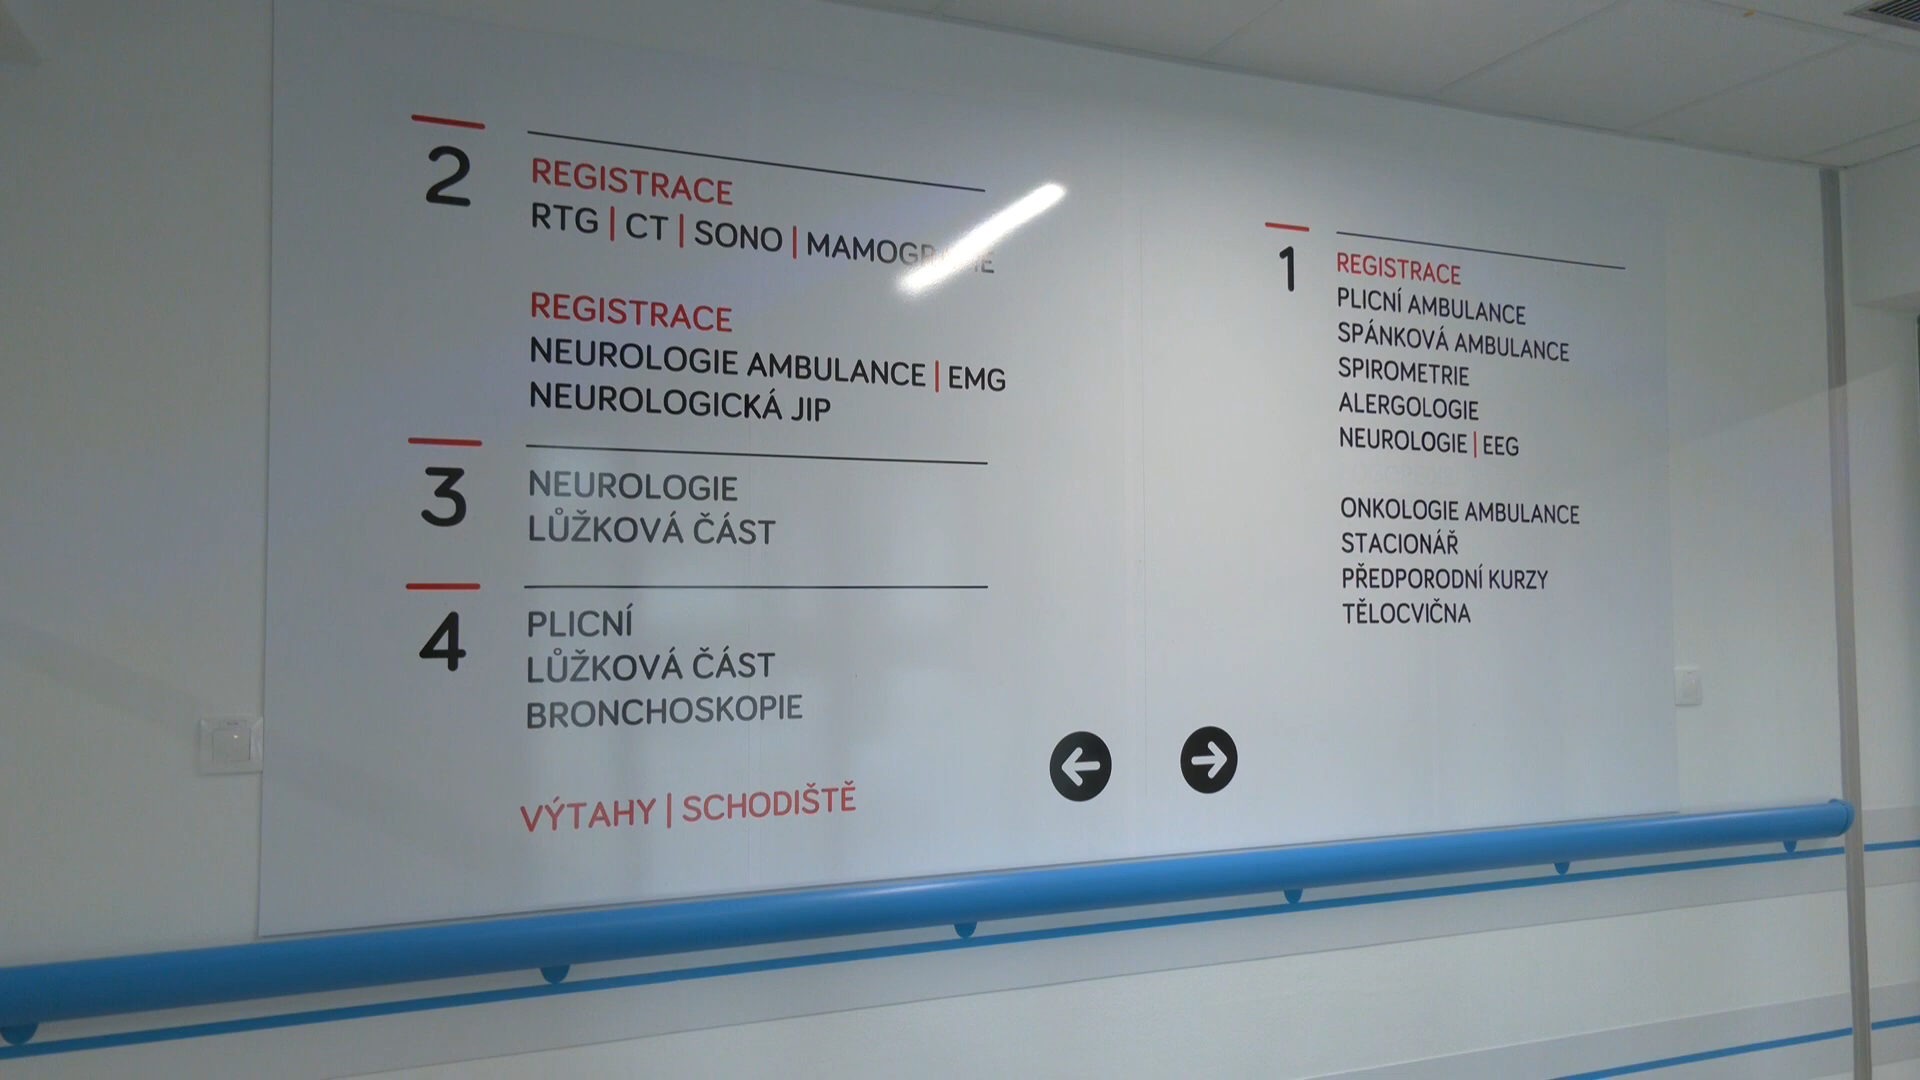 2
REGISTRACE
RTG | CT | SONO | MAMOGRAFIE
REGISTRACE
NEUROLOGIE AMBULANCE | EMG
NEUROLOGICKÁ JIP
3
NEUROLOGIE
LŮŽKOVÁ ČÁST
4
PLICNÍ
LŮŽKOVÁ ČÁST
BRONCHOSKOPIE
VÝTAHY | SCHODIŠTĚ
1
REGISTRACE
PLICNÍ AMBULANCE
SPÁNKOVÁ AMBULANCE
SPIROMETRIE
ALERGOLOGIE
NEUROLOGIE | EEG
ONKOLOGIE AMBULANCE
STACIONÁŘ
PŘEDPORODNÍ KURZY
TĚLOCVIČNA